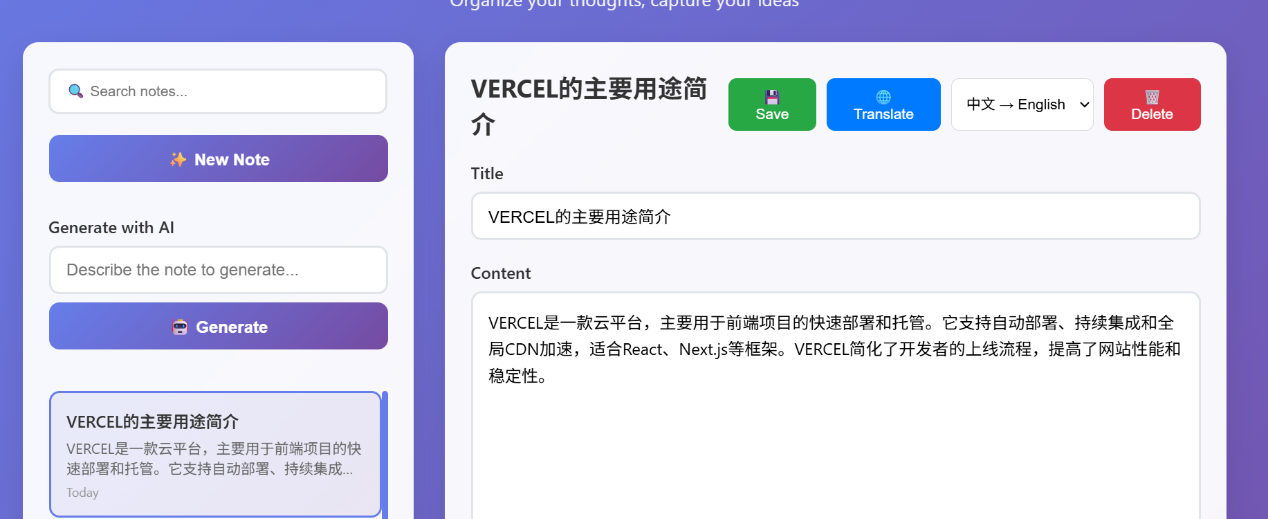 Organize your thoughts, capture your ideas
🔍 Search notes...
✨ New Note
Generate with AI
Describe the note to generate...
🤖 Generate
VERCEL的主要用途简介
VERCEL是一款云平台，主要用于前端项目的快
速部署和托管。它支持自动部署、持续集成...
Today
VERCEL的主要用途简
介
💾
Save
🌐
Translate
中文 → English
🗑️
Delete
Title
VERCEL的主要用途简介
Content
VERCEL是一款云平台，主要用于前端项目的快速部署和托管。它支持自动部署、持续集成和全
局CDN加速，适合React、Next.js等框架。VERCEL简化了开发者的上线流程，提高了网站性能和
稳定性。